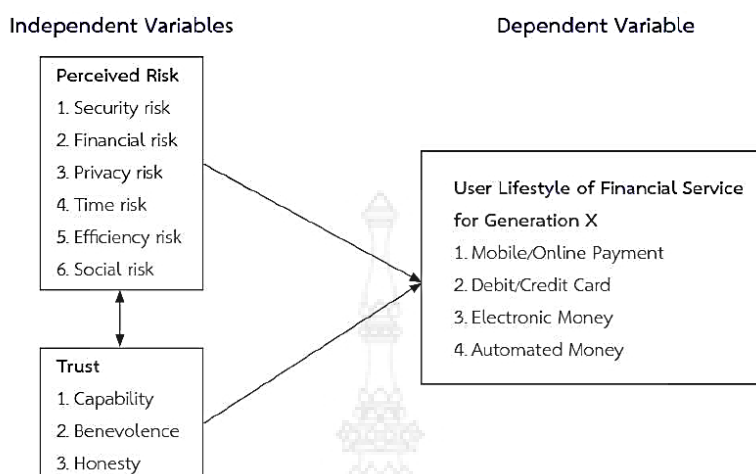 Independent Variables
Dependent Variable
Perceived Risk
1. Security risk
2. Financial risk
3. Privacy risk
4. Time risk
5. Efficiency risk
6. Social risk
User Lifestyle of Financial Service
for Generation X
1. Mobile/Online Payment
2. Debit/Credit Card
3. Electronic Money
4. Automated Money
Trust
1. Capability
2. Benevolence
3. Honesty